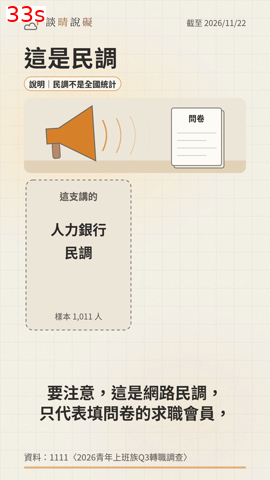 33s
談晴說礙
截至 2026/11/22
這是民調
說明｜民調不是全國統計
問卷
這支講的
人力銀行
民調
樣本 1,011 人
要注意，這是網路民調，
只代表填問卷的求職會員，
資料：1111〈2026青年上班族Q3轉職調查〉